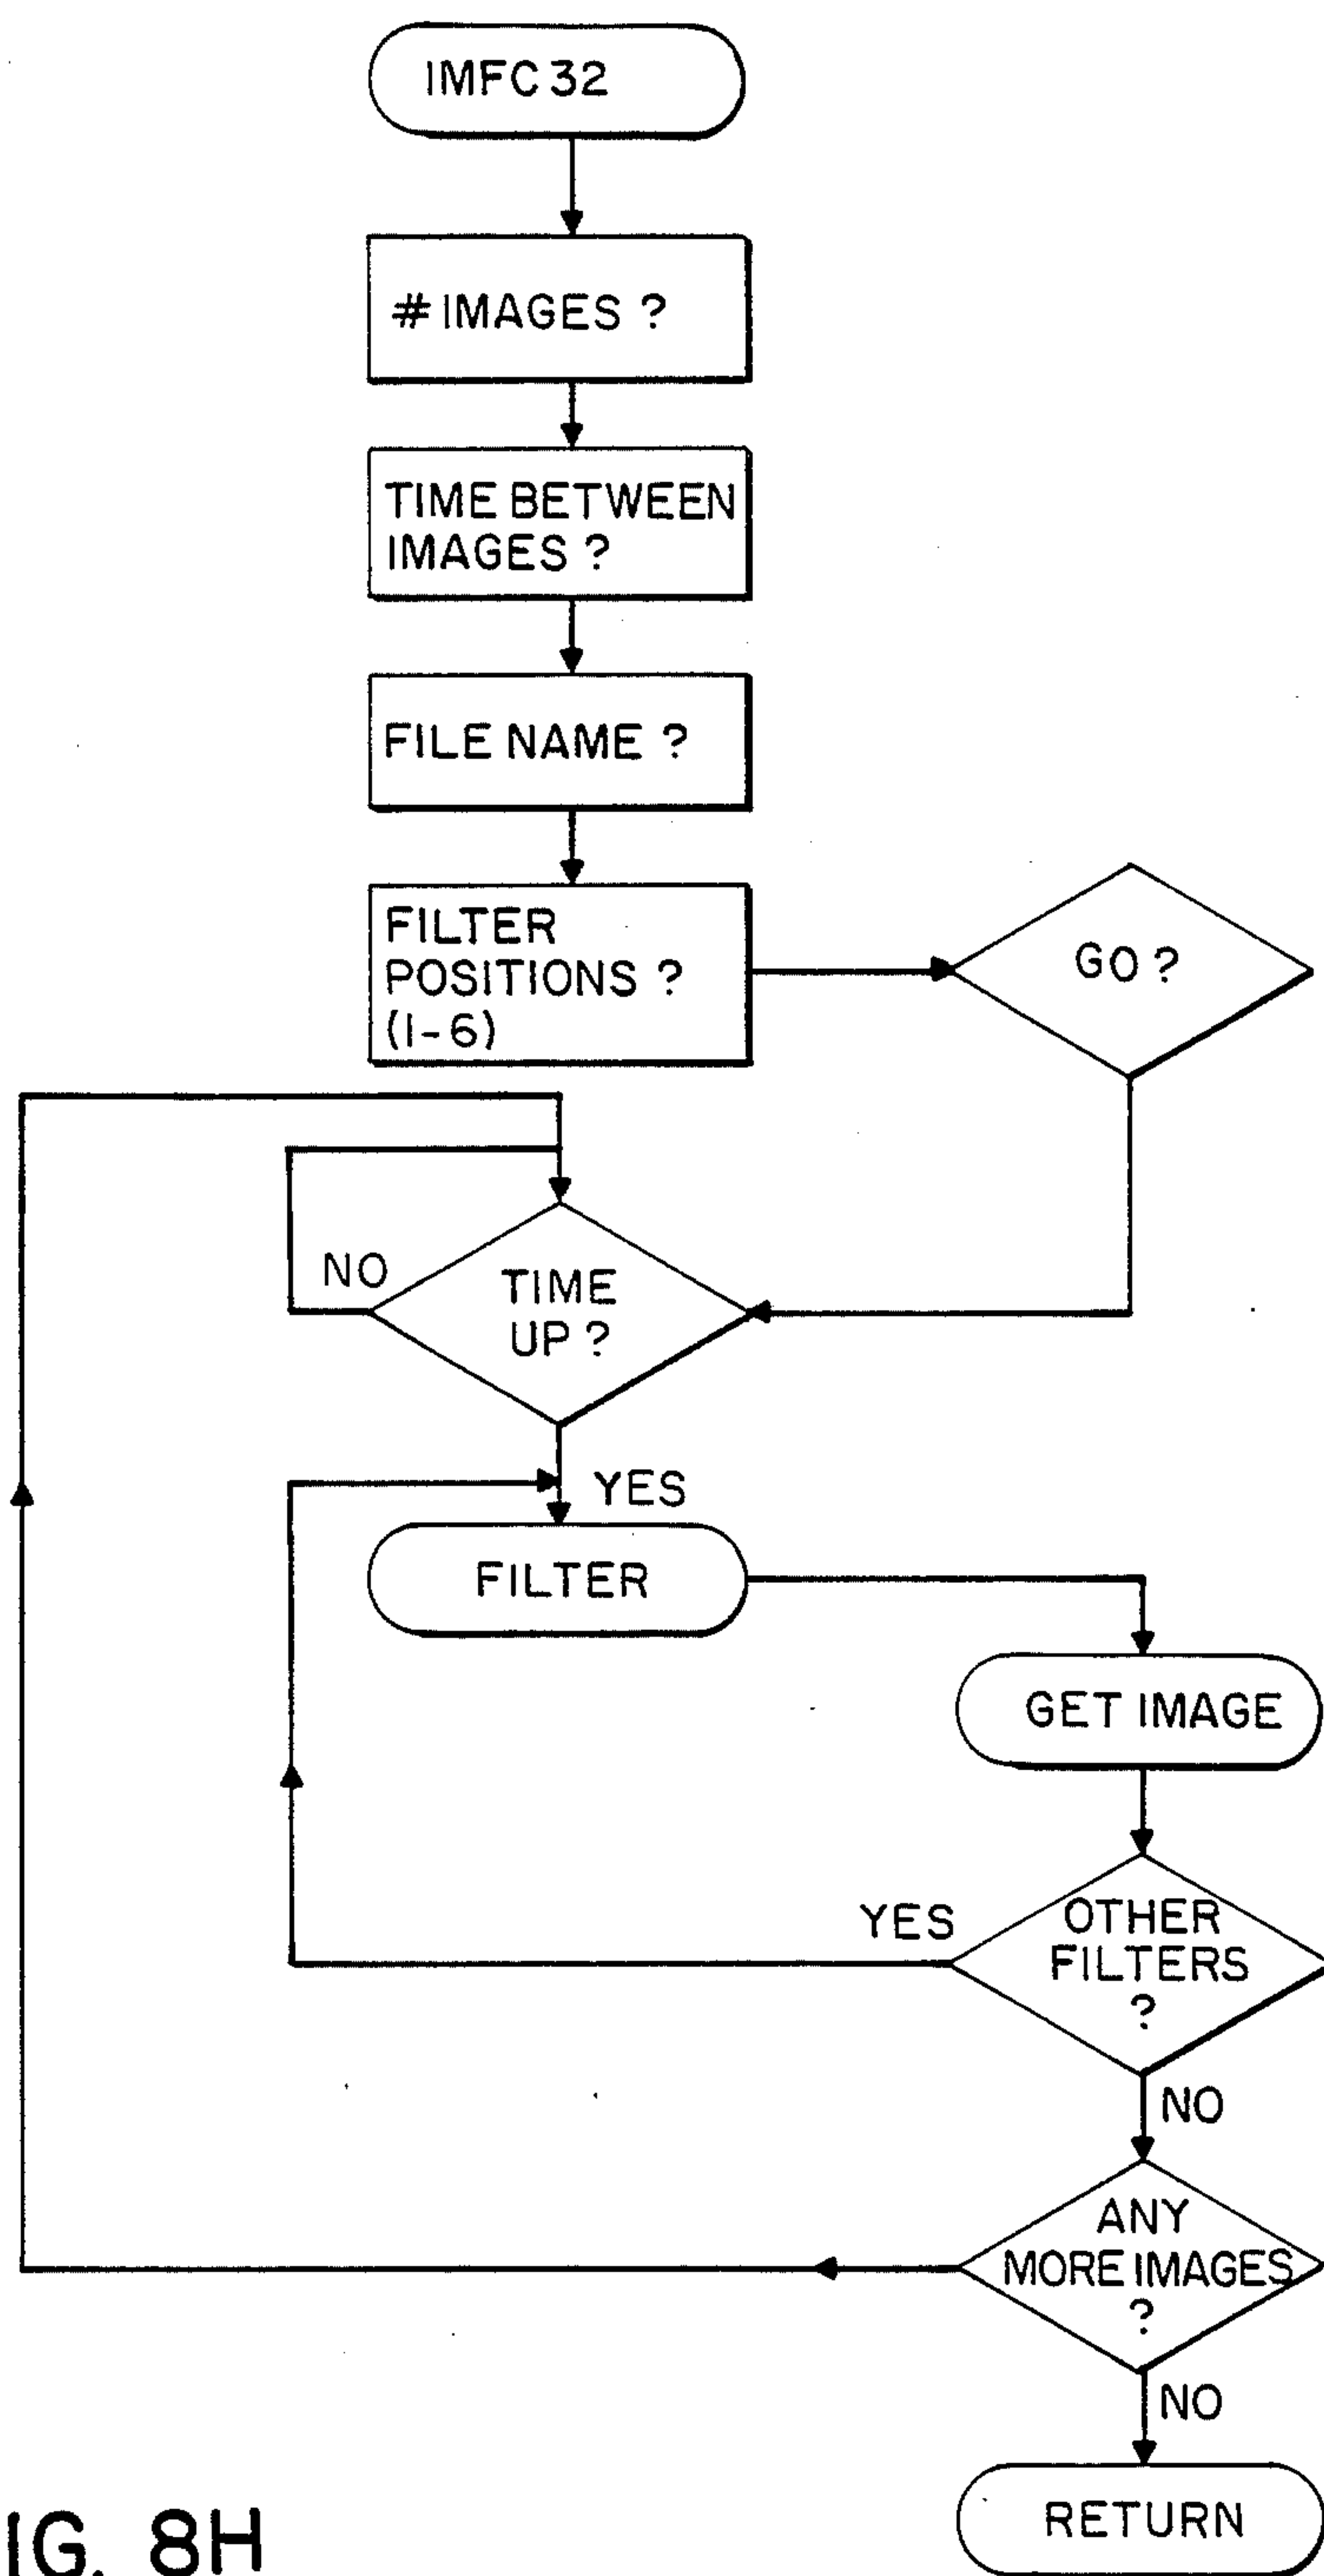 IMFC 32
# IMAGES ?
TIME BETWEEN
IMAGES ?
FILE NAME ?
FILTER
POSITIONS ?
(1-6)
GO ?
NO
TIME
UP ?
YES
FILTER
GET IMAGE
YES
OTHER
FILTERS
?
NO
ANY
MORE IMAGES
?
NO
RETURN
IG. 8H